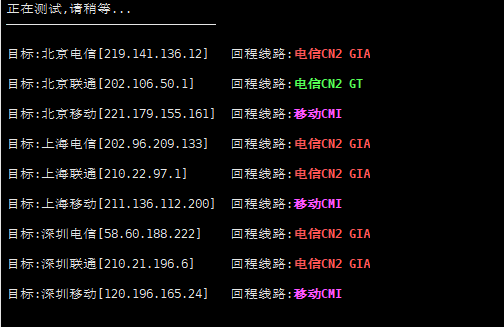 正在测试,请稍等...
目标:北京电信[219.141.136.12] 回程线路:电信CN2 GIA
目标:北京联通[202.106.50.1] 回程线路:电信CN2 GT
目标:北京移动[221.179.155.161] 回程线路:移动CMI
目标:上海电信[202.96.209.133] 回程线路:电信CN2 GIA
目标:上海联通[210.22.97.1] 回程线路:电信CN2 GIA
目标:上海移动[211.136.112.200] 回程线路:移动CMI
目标:深圳电信[58.60.188.222] 回程线路:电信CN2 GIA
目标:深圳联通[210.21.196.6] 回程线路:电信CN2 GIA
目标:深圳移动[120.196.165.24] 回程线路:移动CMI